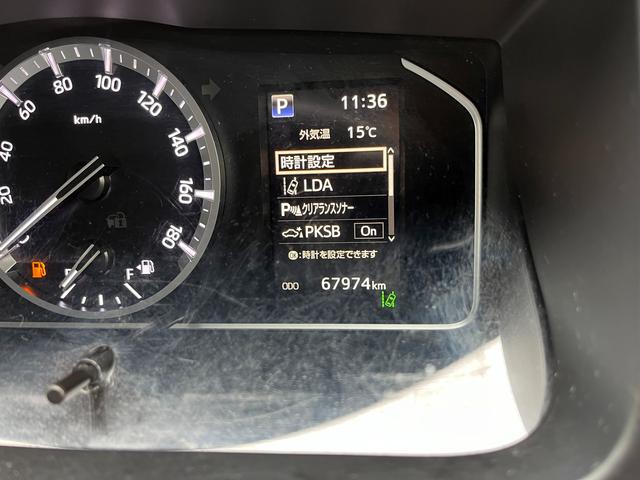 P 11:36
外気温 15℃
時計設定
LDA
P クリアランスソナー
PKSB On
OK:時計を設定できます
ODO 67974km
20
40
60
80
100
120
140
160
180
km/h
F